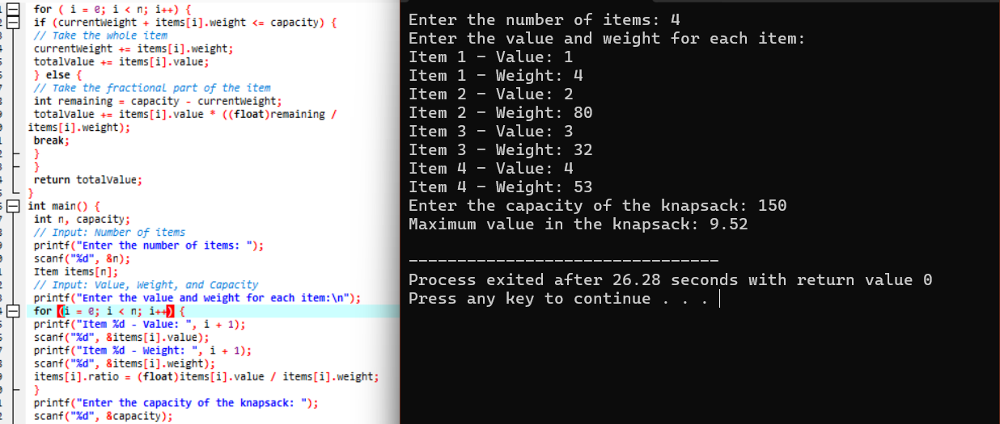 for ( i = 0; i < n; i++) {
if (currentWeight + items[i].weight <= capacity) {
// Take the whole item
currentWeight += items[i].weight;
totalValue += items[i].value;
} else {
// Take the fractional part of the item
int remaining = capacity - currentWeight;
totalValue += items[i].value * ((float)remaining /
items[i].weight);
break;
}
}
return totalValue;
}
int main() {
int n, capacity;
// Input: Number of items
printf("Enter the number of items: ");
scanf("%d", &n);
Item items[n];
// Input: Value, Weight, and Capacity
printf("Enter the value and weight for each item:\n");
for (i = 0; i < n; i++) {
printf("Item %d - Value: ", i + 1);
scanf("%d", &items[i].value);
printf("Item %d - Weight: ", i + 1);
scanf("%d", &items[i].weight);
items[i].ratio = (float)items[i].value / items[i].weight;
}
printf("Enter the capacity of the knapsack: ");
scanf("%d", &capacity);
Enter the number of items: 4
Enter the value and weight for each item:
Item 1 - Value: 1
Item 1 - Weight: 4
Item 2 - Value: 2
Item 2 - Weight: 80
Item 3 - Value: 3
Item 3 - Weight: 32
Item 4 - Value: 4
Item 4 - Weight: 53
Enter the capacity of the knapsack: 150
Maximum value in the knapsack: 9.52
--------------------------------
Process exited after 26.28 seconds with return value 0
Press any key to continue . . .